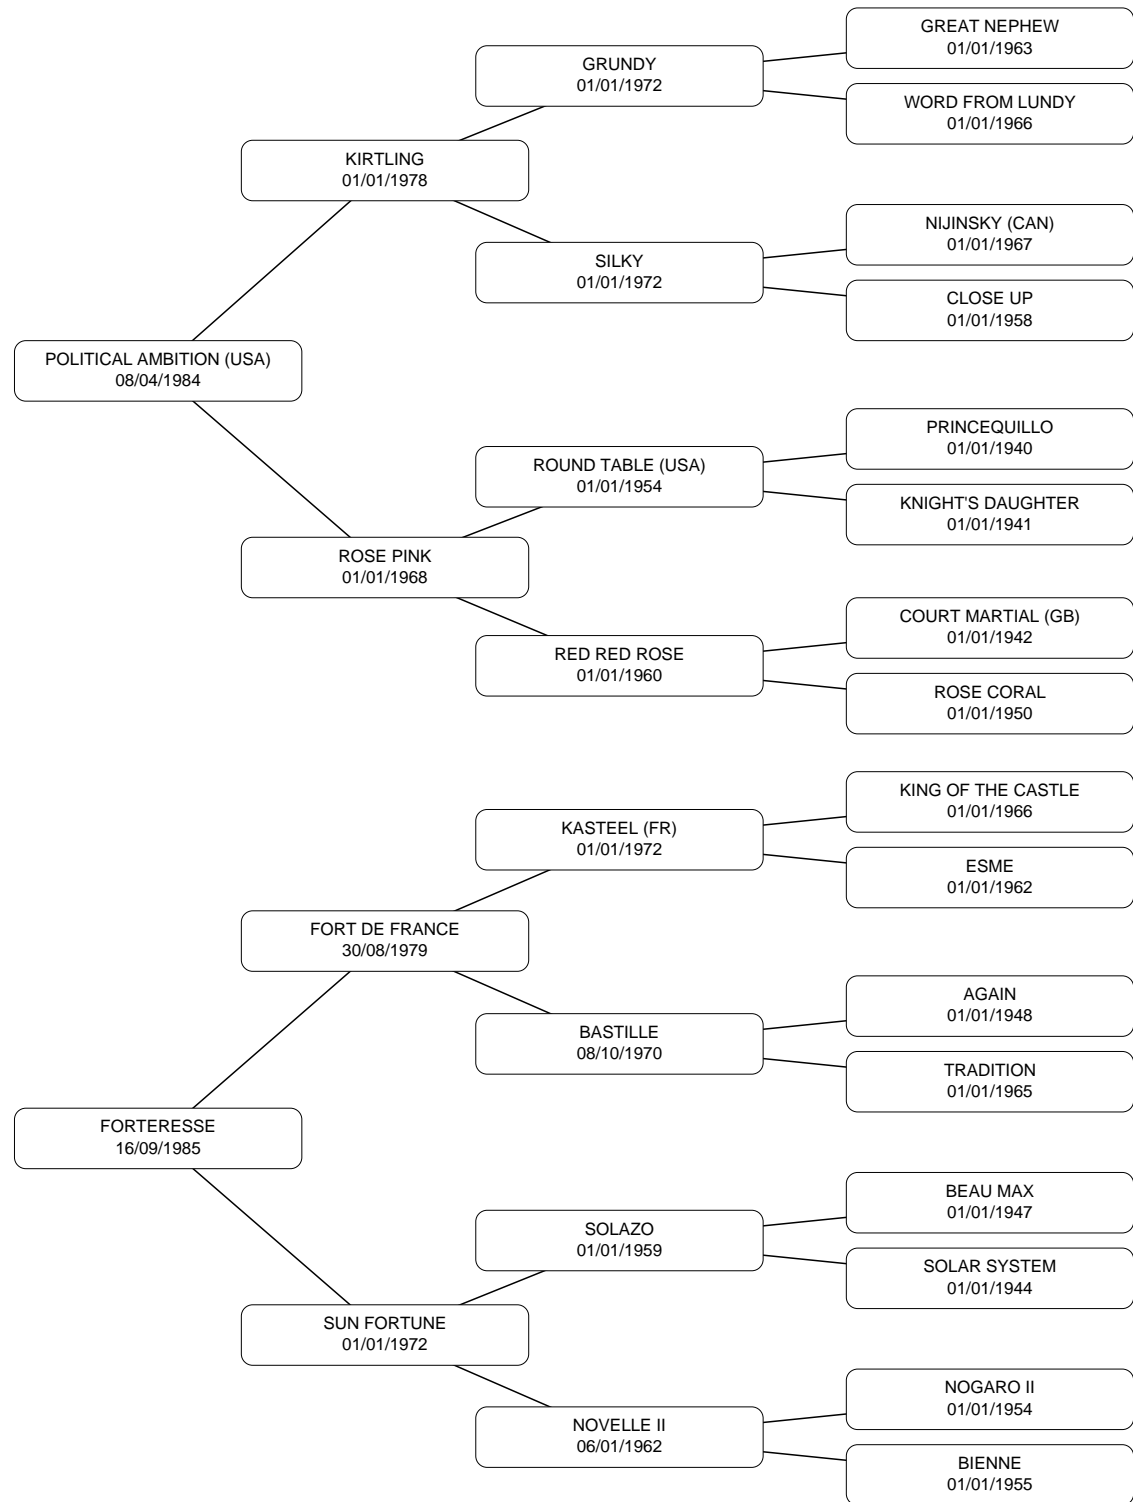 GREAT NEPHEW
01/01/1963
GRUNDY
01/01/1972
WORD FROM LUNDY
01/01/1966
KIRTLING
01/01/1978
NIJINSKY (CAN)
01/01/1967
SILKY
01/01/1972
CLOSE UP
01/01/1958
POLITICAL AMBITION (USA)
08/04/1984
PRINCEQUILLO
01/01/1940
ROUND TABLE (USA)
01/01/1954
KNIGHT'S DAUGHTER
01/01/1941
ROSE PINK
01/01/1968
COURT MARTIAL (GB)
01/01/1942
RED RED ROSE
01/01/1960
ROSE CORAL
01/01/1950
KING OF THE CASTLE
01/01/1966
KASTEEL (FR)
01/01/1972
ESME
01/01/1962
FORT DE FRANCE
30/08/1979
AGAIN
01/01/1948
BASTILLE
08/10/1970
TRADITION
01/01/1965
FORTERESSE
16/09/1985
BEAU MAX
01/01/1947
SOLAZO
01/01/1959
SOLAR SYSTEM
01/01/1944
SUN FORTUNE
01/01/1972
NOGARO II
01/01/1954
NOVELLE II
06/01/1962
BIENNE
01/01/1955